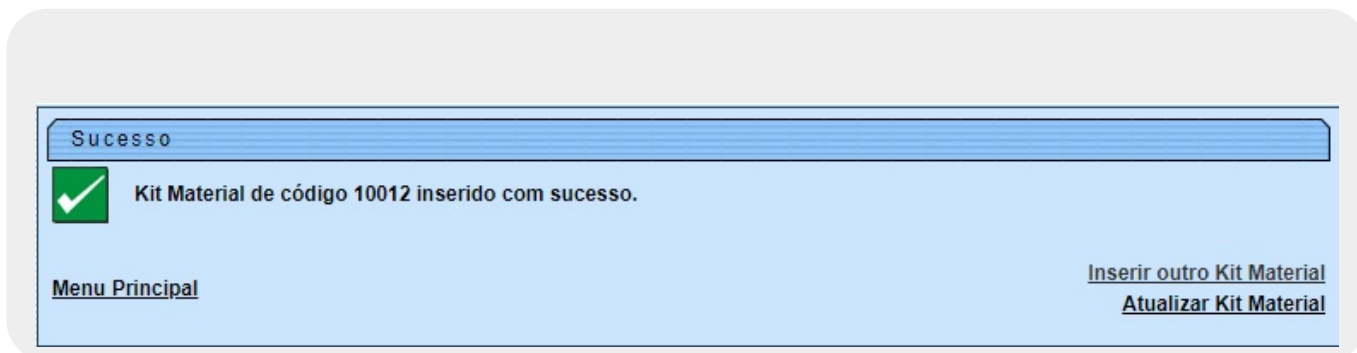 Sucesso
Kit Material de código 10012 inserido com sucesso.
Menu Principal
Inserir outro Kit Material
Atualizar Kit Material